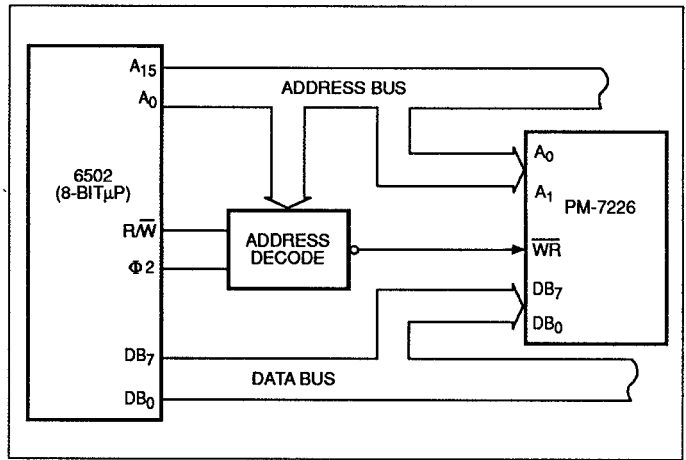 A15
ADDRESS BUS
A0
A0
6502
(8-BITµP)
A1
PM-7226
R/W̅
ADDRESS
DECODE
W̅R̅
Φ2
DB7
DB0
DB7
DATA BUS
DB0